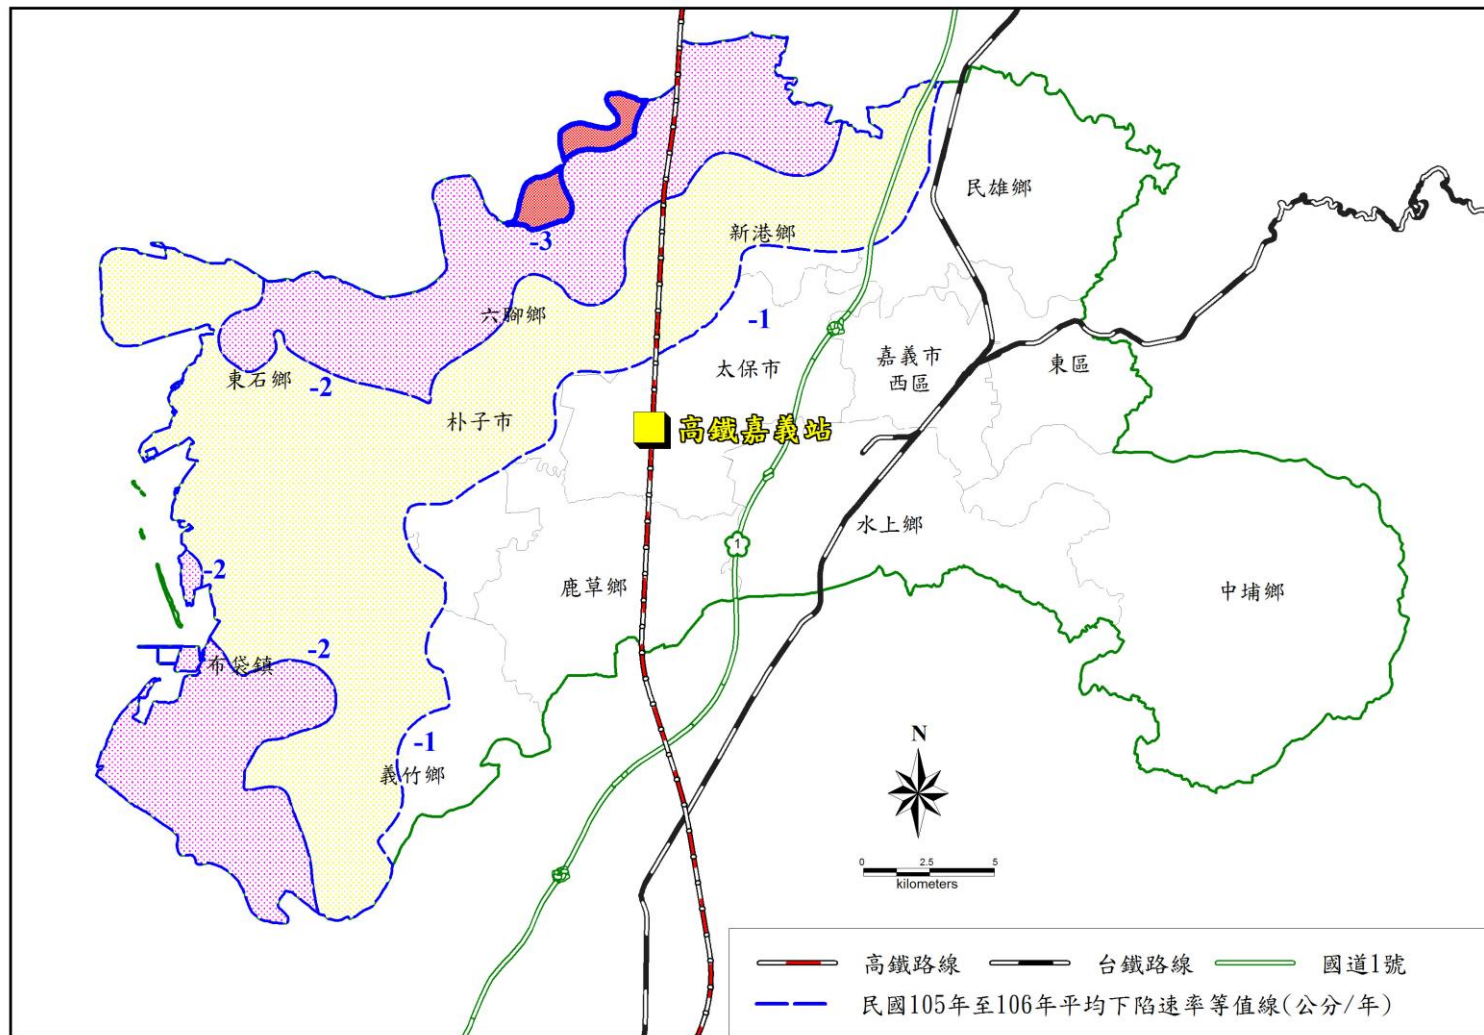 民雄鄉
新港鄉
-3
六腳鄉
-1
太保市
嘉義市
西區
東區
東石鄉
-2
朴子市
高鐵嘉義站
水上鄉
1
-2
鹿草鄉
中埔鄉
-2
布袋鎮
-1
義竹鄉
N
0 2.5 5
kilometers
高鐵路線 台鐵路線 國道1號
民國105年至106年平均下陷速率等值線(公分/年)